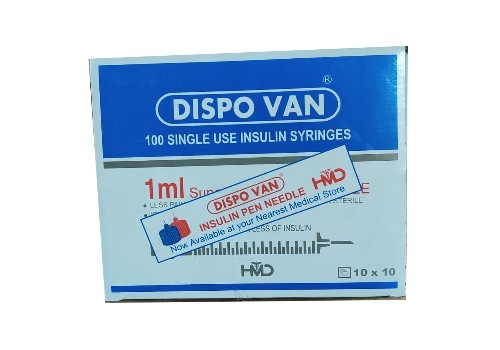 DISPO VAN ®
100 SINGLE USE INSULIN SYRINGES
1ml
DISPO VAN®
INSULIN PEN NEEDLE HMD
Now Available at your Nearest Medical Store
LESS OF INSULIN
HMD
10 x 10